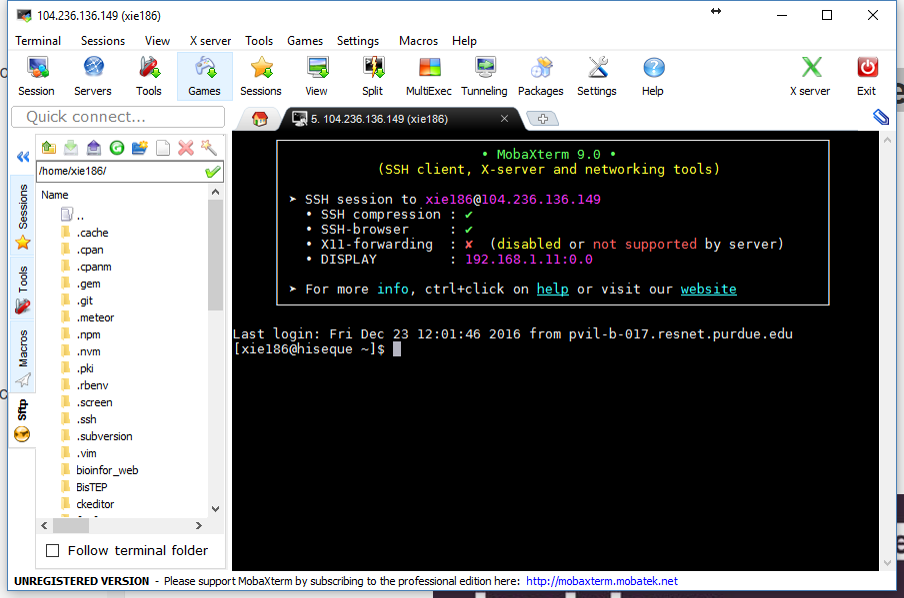 104.236.136.149 (xie186)
Terminal Sessions View X server Tools Games Settings Macros Help
Session Servers Tools Games Sessions View Split MultiExec Tunneling Packages Settings Help X server Exit
Quick connect...
5. 104.236.136.149 (xie186)
/home/xie186/
Name
..
.cache
.cpan
.cpanm
.gem
.git
.meteor
.npm
.nvm
.pki
.rbenv
.screen
.ssh
.subversion
.vim
bioinfor_web
BisTEP
ckeditor
Sessions
Tools
Macros
Sftp
Follow terminal folder
• MobaXterm 9.0 •
(SSH client, X-server and networking tools)
➤ SSH session to xie186@104.236.136.149
• SSH compression : ✔
• SSH-browser : ✔
• X11-forwarding : ✘ (disabled or not supported by server)
• DISPLAY : 192.168.1.11:0.0
➤ For more info, ctrl+click on help or visit our website
Last login: Fri Dec 23 12:01:46 2016 from pvil-b-017.resnet.purdue.edu
[xie186@hiseque ~]$
UNREGISTERED VERSION - Please support MobaXterm by subscribing to the professional edition here: http://mobaxterm.mobatek.net